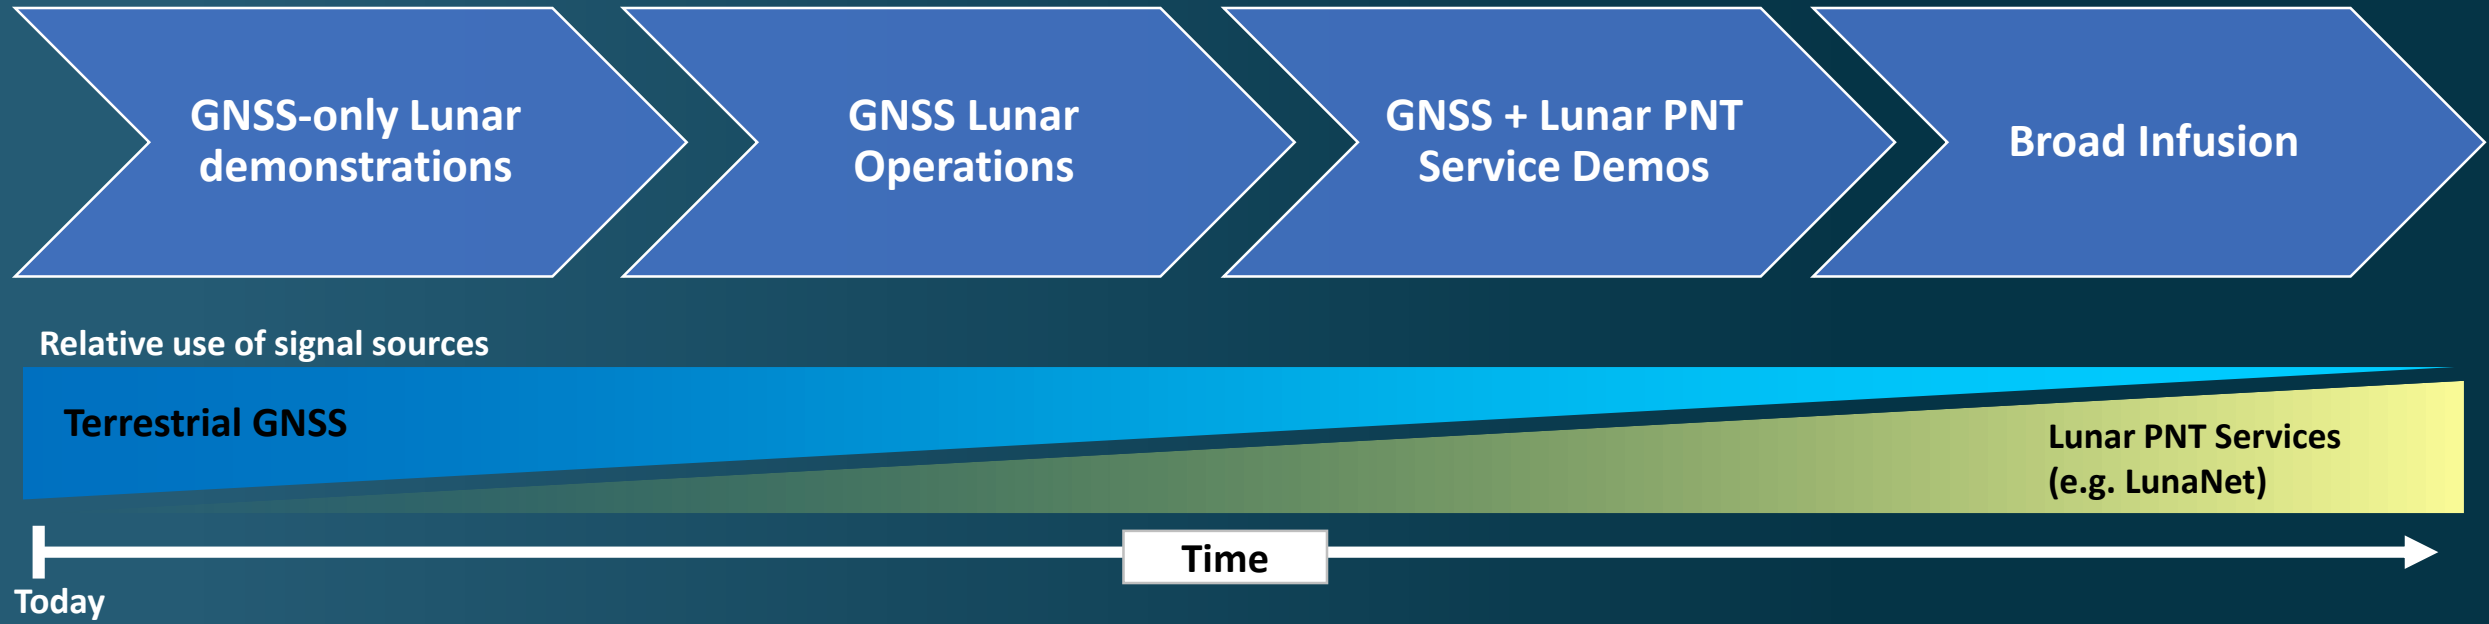 GNSS-only Lunar
demonstrations
GNSS Lunar
Operations
GNSS + Lunar PNT
Service Demos
Broad Infusion
Relative use of signal sources
Terrestrial GNSS
Lunar PNT Services
(e.g. LunaNet)
Time
Today